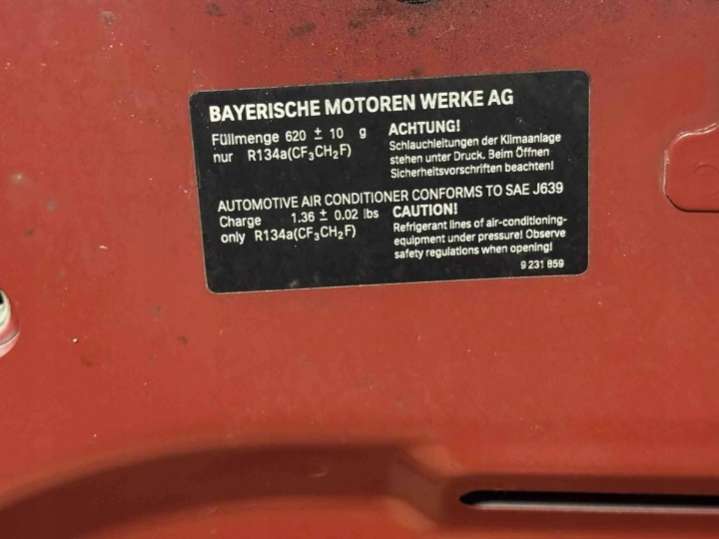 BAYERISCHE MOTOREN WERKE AG
Füllmenge 620 ± 10 g
nur R134a(CF₃CH₂F)
ACHTUNG!
Schlauchleitungen der Klimaanlage
stehen unter Druck. Beim Öffnen
Sicherheitsvorschriften beachten!
AUTOMOTIVE AIR CONDITIONER CONFORMS TO SAE J639
Charge 1.36 ± 0.02 lbs
only R134a(CF₃CH₂F)
CAUTION!
Refrigerant lines of air-conditioning-
equipment under pressure! Observe
safety regulations when opening!
9 231 859